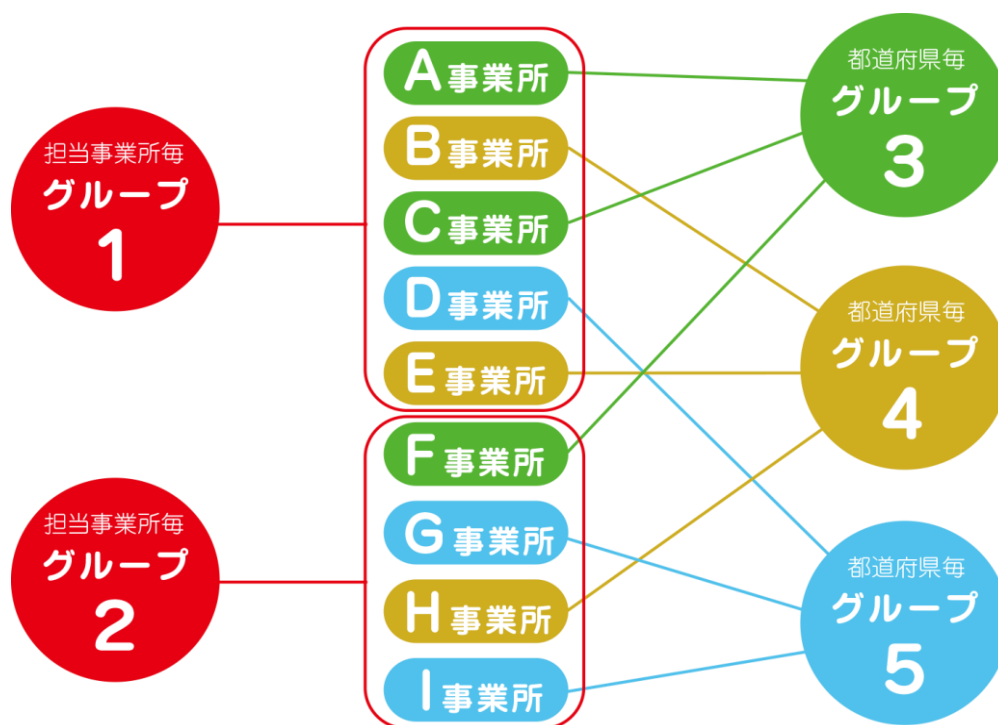 担当事業所毎
グループ
1
担当事業所毎
グループ
2
A事業所
B事業所
C事業所
D事業所
E事業所
F事業所
G事業所
H事業所
I事業所
都道府県毎
グループ
3
都道府県毎
グループ
4
都道府県毎
グループ
5